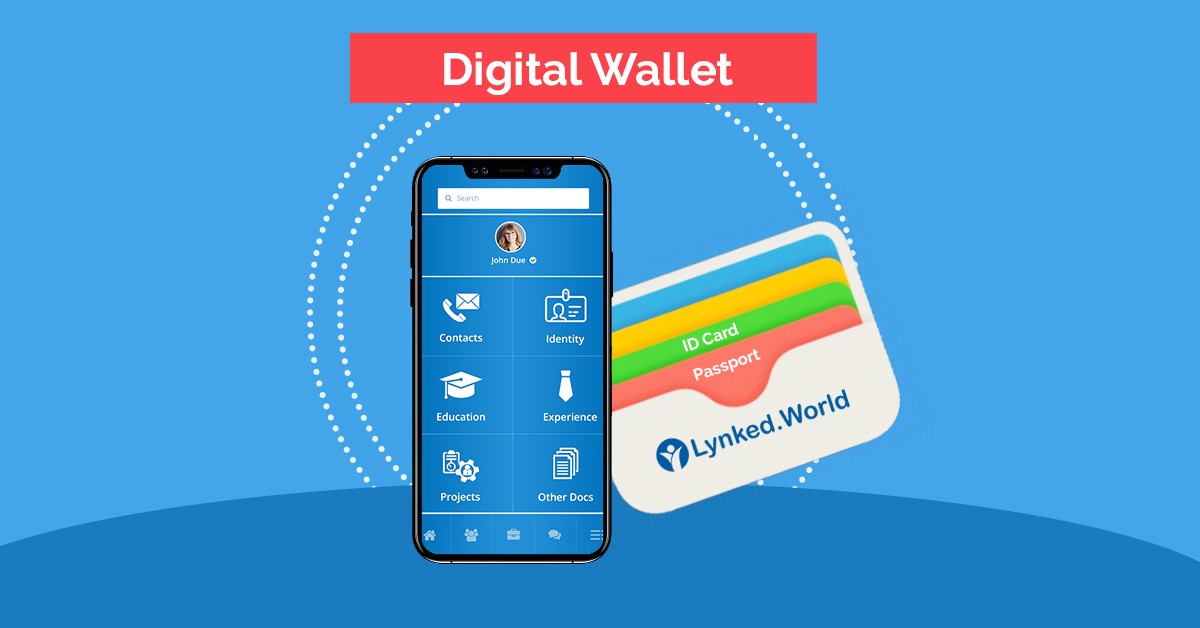 Digital Wallet
Search
John Due
Contacts
Identity
Education
Experience
Projects
Other Docs
ID Card
Passport
Lynked.World